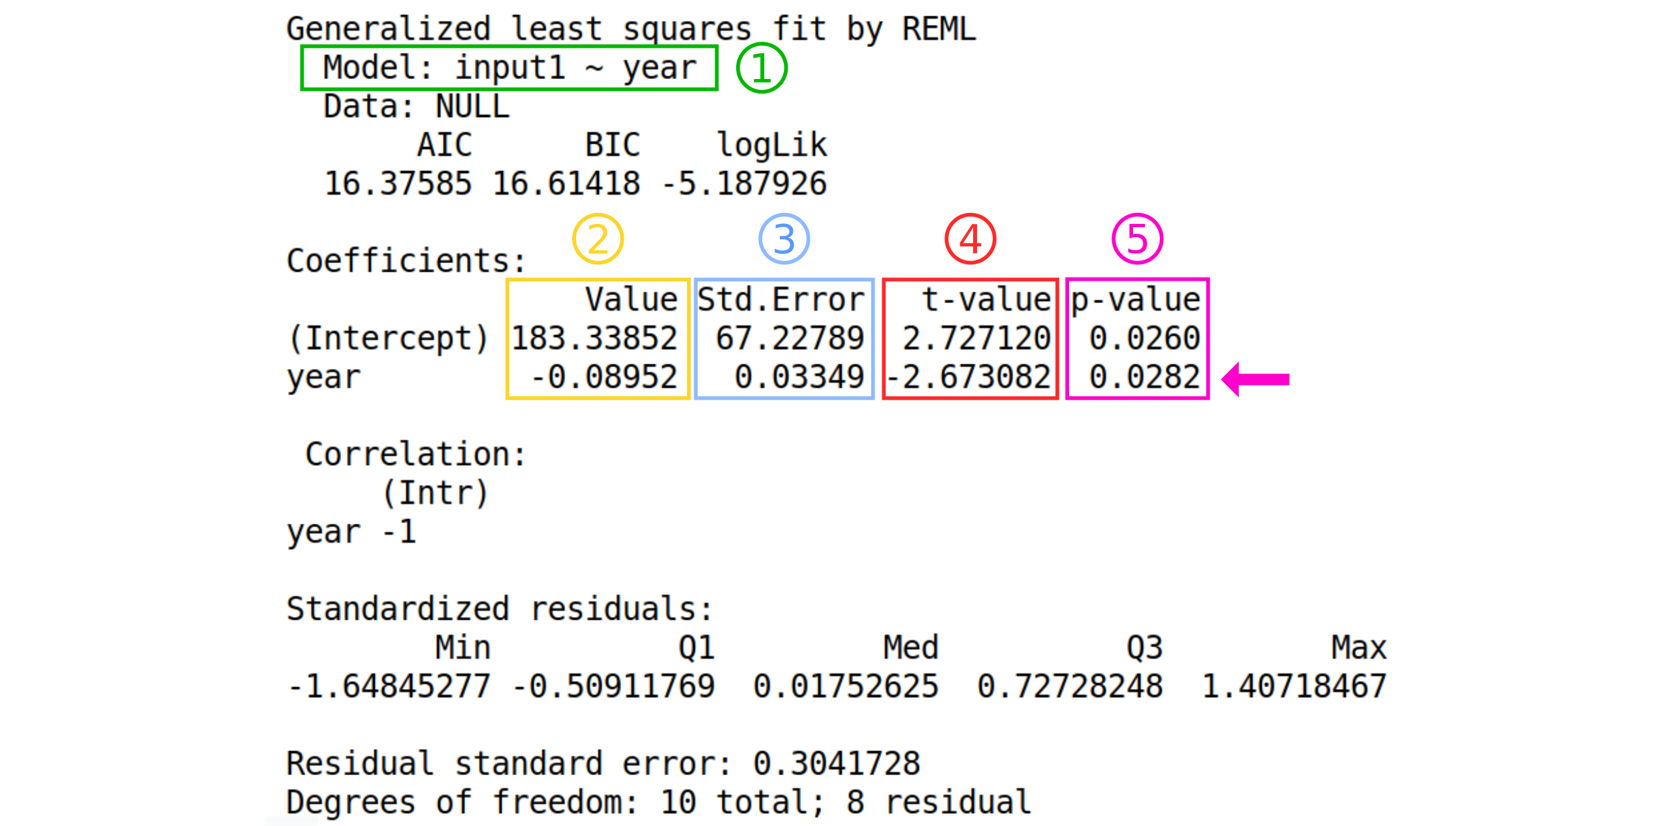 Generalized least squares fit by REML
Model: input1 ~ year ①
Data: NULL
AIC BIC logLik
16.37585 16.61418 -5.187926
② ③ ④ ⑤
Coefficients:
Value Std.Error t-value p-value
(Intercept) 183.33852 67.22789 2.727120 0.0260
year -0.08952 0.03349 -2.673082 0.0282
Correlation:
(Intr)
year -1
Standardized residuals:
Min Q1 Med Q3 Max
-1.64845277 -0.50911769 0.01752625 0.72728248 1.40718467
Residual standard error: 0.3041728
Degrees of freedom: 10 total; 8 residual